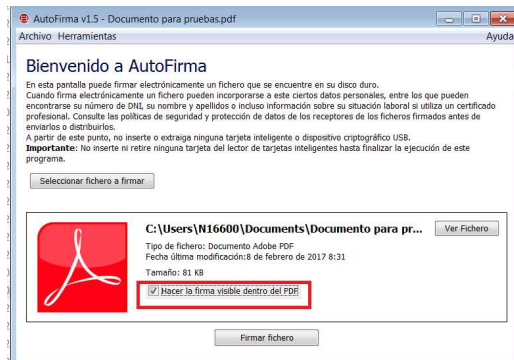 AutoFirma v1.5 - Documento para pruebas.pdf
Archivo Herramientas Ayuda
Bienvenido a AutoFirma
En esta pantalla puede firmar electrónicamente un fichero que se encuentre en su disco duro.
Cuando firma electrónicamente un fichero pueden incorporarse a este ciertos datos personales, entre los que pueden
encontrarse su número de DNI, su nombre y apellidos o incluso información sobre su situación laboral si utiliza un certificado
profesional. Consulte las políticas de seguridad y protección de datos de los receptores de los ficheros firmados antes de
enviarlos o distribuirlos.
A partir de este punto, no inserte o extraiga ninguna tarjeta inteligente o dispositivo criptográfico USB.
Importante: No inserte ni retire ninguna tarjeta del lector de tarjetas inteligentes hasta finalizar la ejecución de este
programa.
Seleccionar fichero a firmar
C:\Users\N16600\Documents\Documento para pr... Ver Fichero
Tipo de fichero: Documento Adobe PDF
Fecha última modificación:8 de febrero de 2017 8:31
Tamaño: 81 KB
Hacer la firma visible dentro del PDF
Firmar fichero